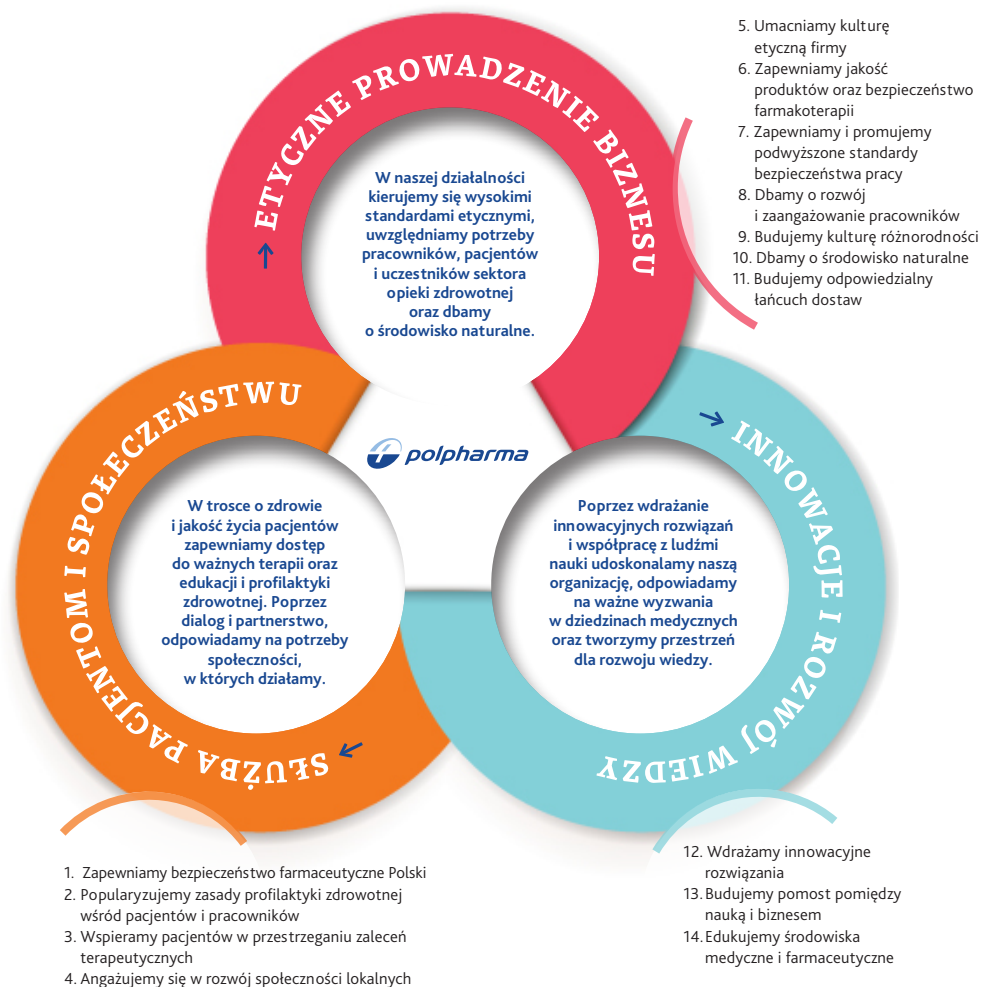 ETYCZNE PROWADZENIE BIZNESU
W naszej działalności
kierujemy się wysokimi
standardami etycznymi,
uwzględniamy potrzeby
pracowników, pacjentów
i uczestników sektora
opieki zdrowotnej
oraz dbamy
o środowisko naturalne.
5. Umacniamy kulturę
etyczną firmy
6. Zapewniamy jakość
produktów oraz bezpieczeństwo
farmakoterapii
7. Zapewniamy i promujemy
podwyższone standardy
bezpieczeństwa pracy
8. Dbamy o rozwój
i zaangażowanie pracowników
9. Budujemy kulturę różnorodności
10. Dbamy o środowisko naturalne
11. Budujemy odpowiedzialny
łańcuch dostaw
polpharma
SŁUŻBA PACJENTOM I SPOŁECZEŃSTWU
W trosce o zdrowie
i jakość życia pacjentów
zapewniamy dostęp
do ważnych terapii oraz
edukacji i profilaktyki
zdrowotnej. Poprzez
dialog i partnerstwo,
odpowiadamy na potrzeby
społeczności,
w których działamy.
INNOWACJE I ROZWÓJ WIEDZY
Poprzez wdrażanie
innowacyjnych rozwiązań
i współpracę z ludźmi
nauki udoskonalamy naszą
organizację, odpowiadamy
na ważne wyzwania
w dziedzinach medycznych
oraz tworzymy przestrzeń
dla rozwoju wiedzy.
1. Zapewniamy bezpieczeństwo farmaceutyczne Polski
2. Popularyzujemy zasady profilaktyki zdrowotnej
wśród pacjentów i pracowników
3. Wspieramy pacjentów w przestrzeganiu zaleceń
terapeutycznych
4. Angażujemy się w rozwój społeczności lokalnych
12. Wdrażamy innowacyjne
rozwiązania
13. Budujemy pomost pomiędzy
nauką i biznesem
14. Edukujemy środowiska
medyczne i farmaceutyczne